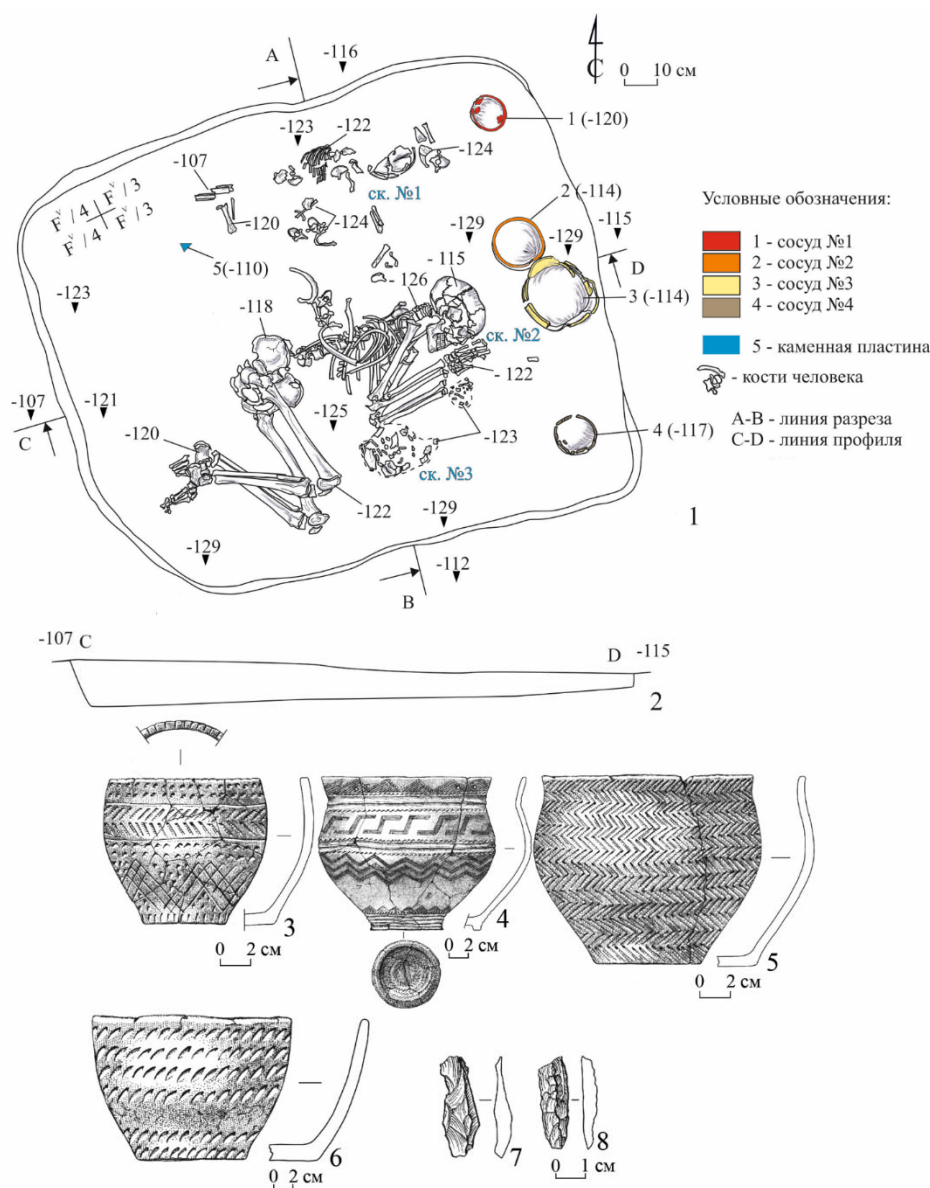 A
-116
С
0 10 см
-123
-122
1 (-120)
-124
-107
ск. №1
F^V/4 | F^V/3
F^V/4 | F^V/3
-120
-124
2 (-114)
-129
-129
-115
5(-110)
-115
D
-123
-126
3 (-114)
-118
ск. №2
-122
-107
-121
-125
C
-123
4 (-117)
-120
ск. №3
-122
-129
1
-129
-112
B
Условные обозначения:
1 - сосуд №1
2 - сосуд №2
3 - сосуд №3
4 - сосуд №4
5 - каменная пластина
- кости человека
A-B - линия разреза
C-D - линия профиля
-107 C
D -115
2
3
0 2 см
4
0 2 см
5
0 2 см
6
0 2 см
7
8
0 1 см